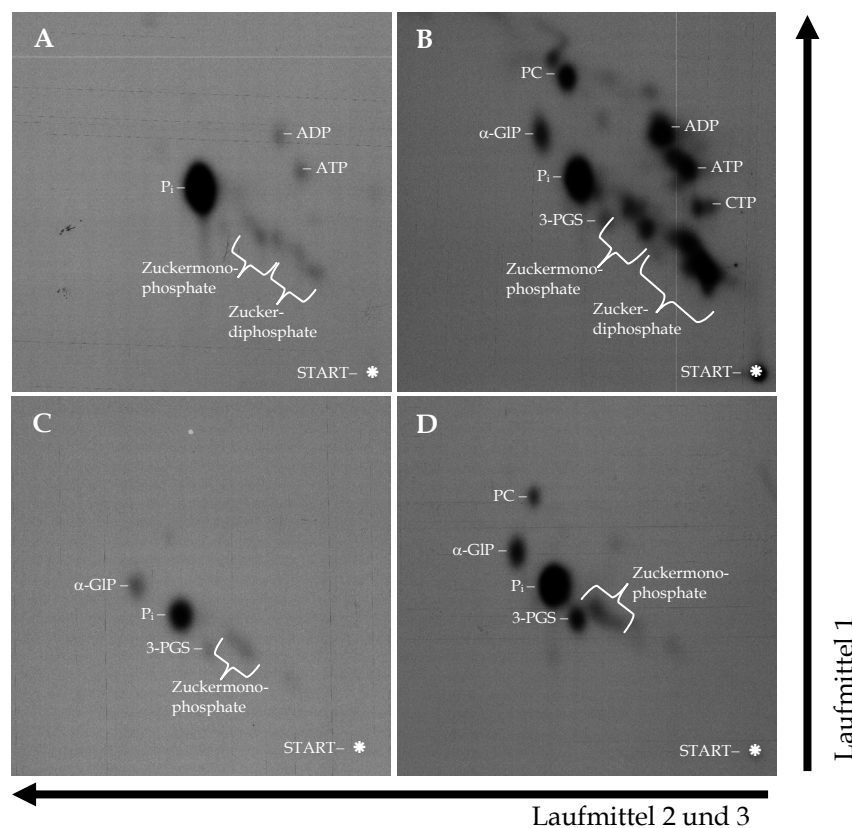 A
– ADP
– ATP
Pᵢ –
Zuckermono-
phosphate
Zucker-
diphosphate
START– *
B
PC –
α-GlP –
– ADP
– ATP
Pᵢ –
– CTP
3-PGS –
Zuckermono-
phosphate
Zucker-
diphosphate
START– *
C
α-GlP –
Pᵢ –
3-PGS –
Zuckermono-
phosphate
START– *
D
PC –
α-GlP –
Pᵢ –
Zuckermono-
phosphate
3-PGS –
START– *
Laufmittel 1
Laufmittel 2 und 3